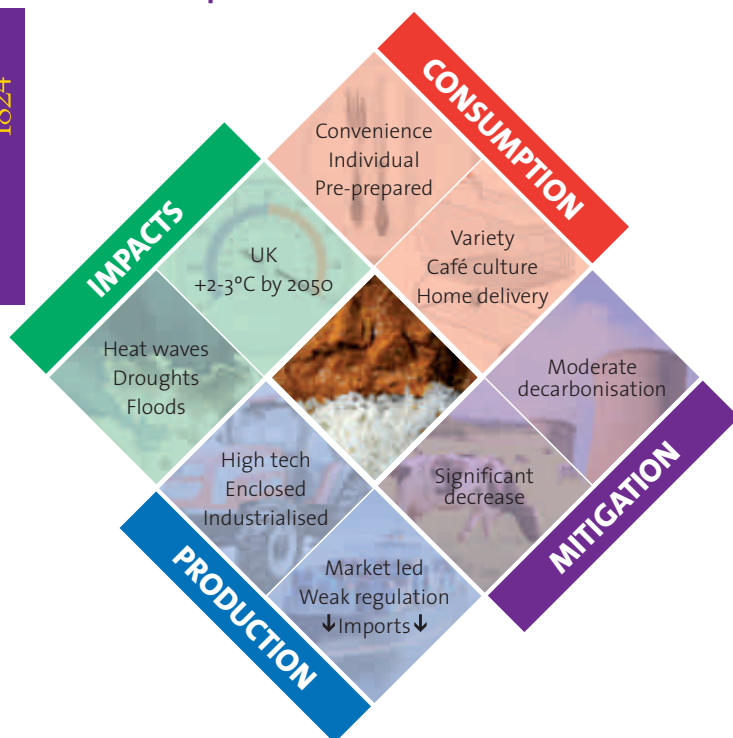 1824
CONSUMPTION
Convenience
Individual
Pre-prepared
Variety
Café culture
Home delivery
IMPACTS
UK
+2-3ºC by 2050
Heat waves
Droughts
Floods
Moderate
decarbonisation
Significant
decrease
MITIGATION
High tech
Enclosed
Industrialised
Market led
Weak regulation
↓Imports↓
PRODUCTION